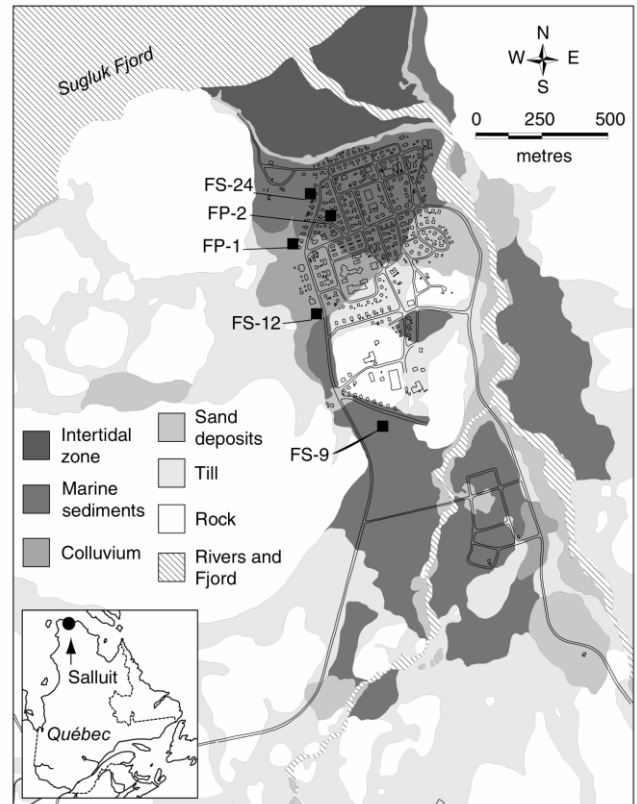 Sugluk Fjord
N
W E
S
0 250 500
metres
FS-24
FP-2
FP-1
FS-12
FS-9
Intertidal
zone
Marine
sediments
Colluvium
Sand
deposits
Till
Rock
Rivers and
Fjord
Salluit
Québec